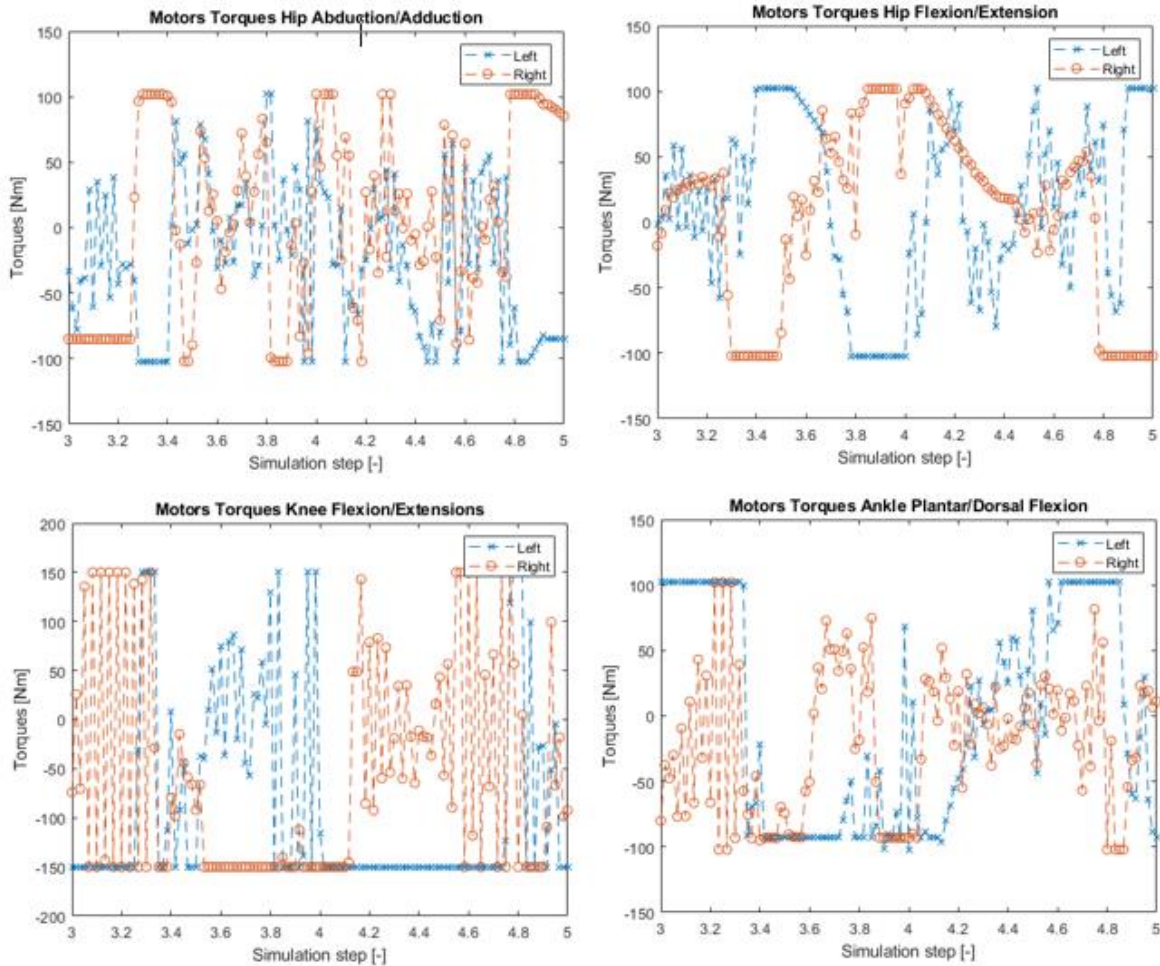 Motors Torques Hip Abduction/Adduction
150
100
50
0
-50
-100
-150
Torques [Nm]
Left
Right
3 3.2 3.4 3.6 3.8 4 4.2 4.4 4.6 4.8 5
Simulation step [-]
Motors Torques Hip Flexion/Extension
150
100
50
0
-50
-100
-150
Torques [Nm]
Left
Right
3 3.2 3.4 3.6 3.8 4 4.2 4.4 4.6 4.8 5
Simulation step [-]
Motors Torques Knee Flexion/Extensions
200
150
100
50
0
-50
-100
-150
-200
Torques [Nm]
Left
Right
3 3.2 3.4 3.6 3.8 4 4.2 4.4 4.6 4.8 5
Simulation step [-]
Motors Torques Ankle Plantar/Dorsal Flexion
150
100
50
0
-50
-100
-150
Torques [Nm]
Left
Right
3 3.2 3.4 3.6 3.8 4 4.2 4.4 4.6 4.8 5
Simulation step [-]